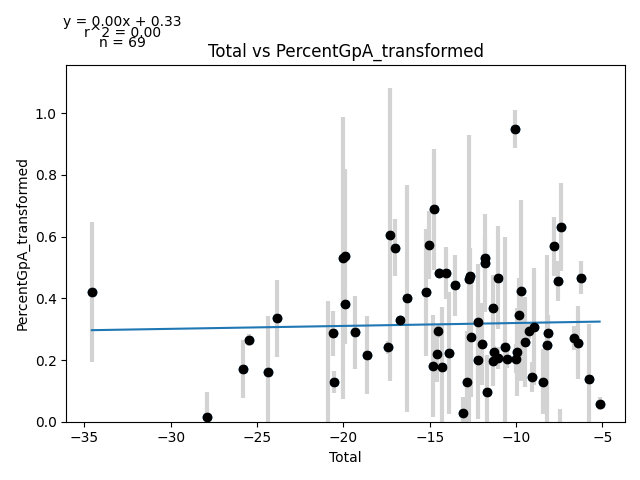 y = 0.00x + 0.33
r^2 = 0.00
n = 69
Total vs PercentGpA_transformed
PercentGpA_transformed
1.0
0.8
0.6
0.4
0.2
0.0
−35 −30 −25 −20 −15 −10 −5
Total